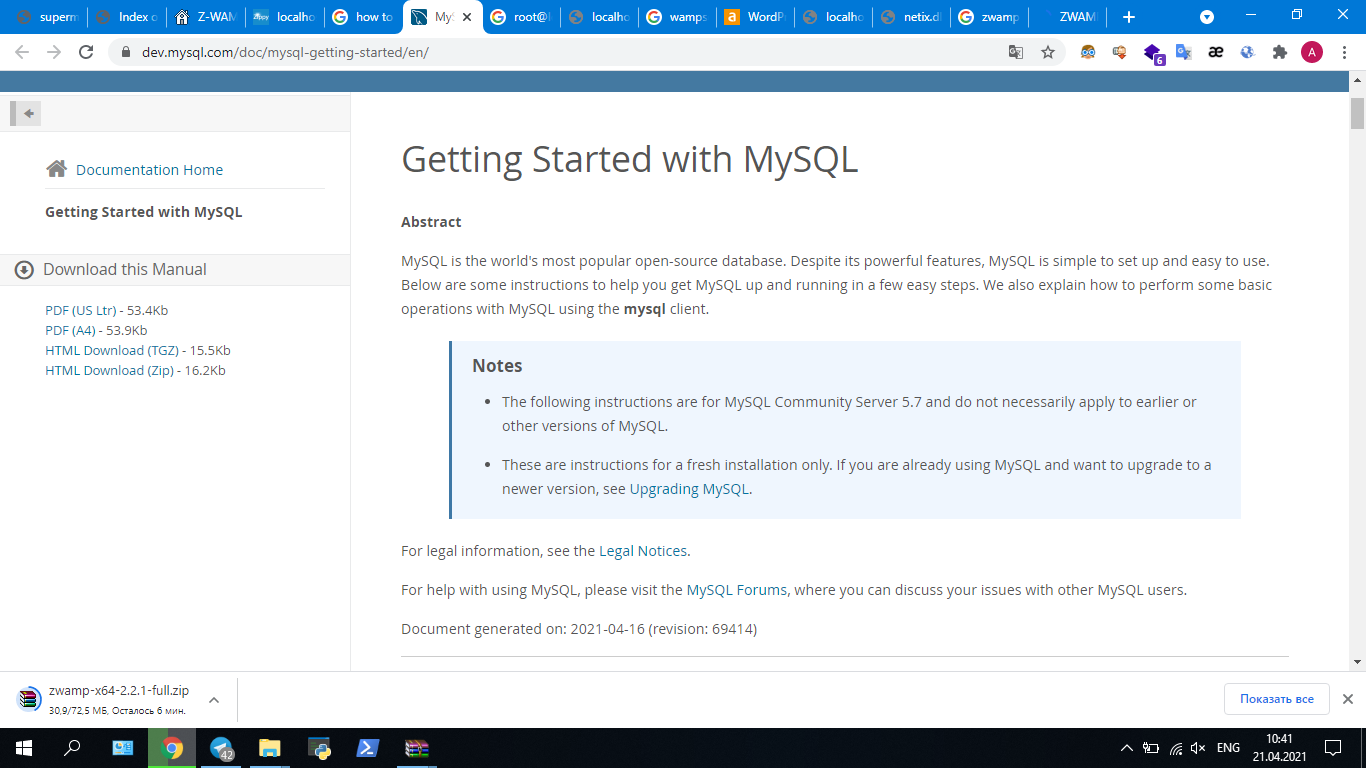 superm
Index o
Z-WAM
localho
how to
MyS
root@l
localho
wamps
WordPr
localho
netix.dl
zwamp
ZWAM
dev.mysql.com/doc/mysql-getting-started/en/
6
æ
A
Documentation Home
Getting Started with MySQL
Download this Manual
PDF (US Ltr) - 53.4Kb
PDF (A4) - 53.9Kb
HTML Download (TGZ) - 15.5Kb
HTML Download (Zip) - 16.2Kb
Getting Started with MySQL
Abstract
MySQL is the world's most popular open-source database. Despite its powerful features, MySQL is simple to set up and easy to use.
Below are some instructions to help you get MySQL up and running in a few easy steps. We also explain how to perform some basic
operations with MySQL using the mysql client.
Notes
• The following instructions are for MySQL Community Server 5.7 and do not necessarily apply to earlier or
other versions of MySQL.
• These are instructions for a fresh installation only. If you are already using MySQL and want to upgrade to a
newer version, see Upgrading MySQL.
For legal information, see the Legal Notices.
For help with using MySQL, please visit the MySQL Forums, where you can discuss your issues with other MySQL users.
Document generated on: 2021-04-16 (revision: 69414)
zwamp-x64-2.2.1-full.zip
30,9/72,5 МБ, Осталось 6 мин.
Показать все
42
ENG
10:41
21.04.2021